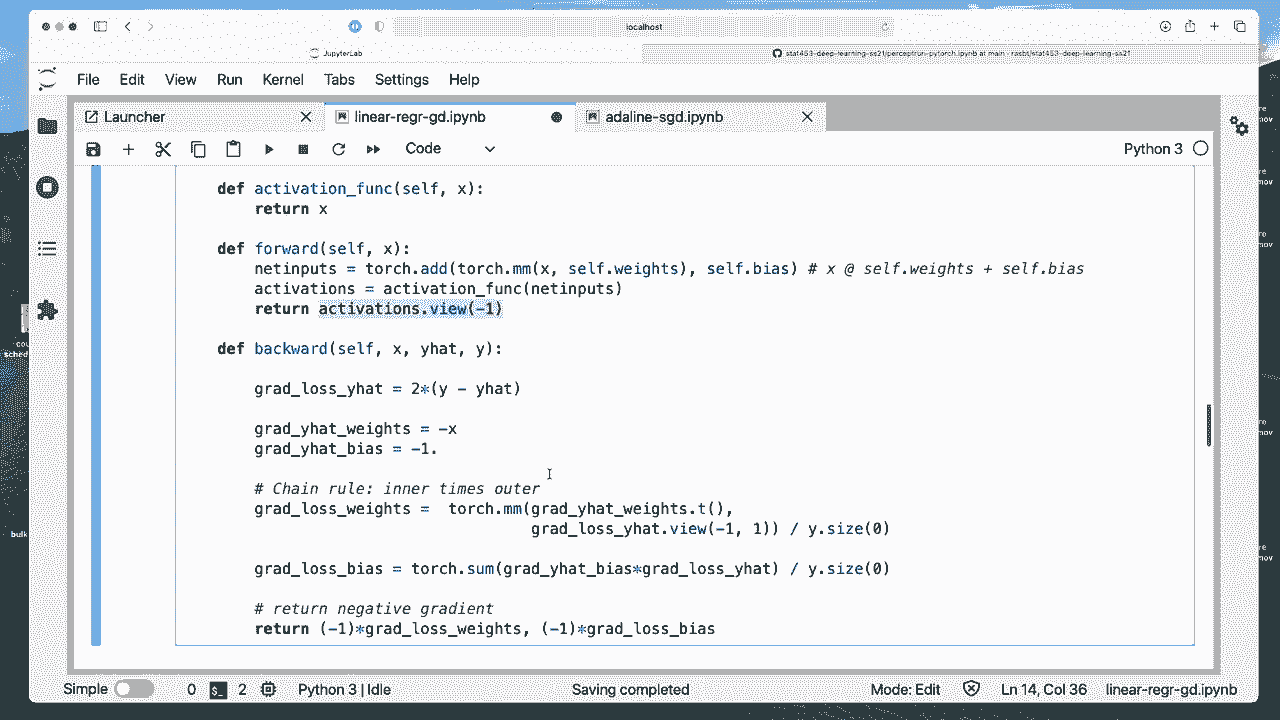 localhost
JupyterLab
stat453-deep-learning-ss21/perceptron-pytorch.ipynb at main · rasbt/stat453-deep-learning-ss21
File Edit View Run Kernel Tabs Settings Help
Launcher linear-regr-gd.ipynb adaline-sgd.ipynb
Code Python 3
def activation_func(self, x):
return x
def forward(self, x):
netinputs = torch.add(torch.mm(x, self.weights), self.bias) # x @ self.weights + self.bias
activations = activation_func(netinputs)
return activations.view(-1)
def backward(self, x, yhat, y):
grad_loss_yhat = 2*(y - yhat)
grad_yhat_weights = -x
grad_yhat_bias = -1.
# Chain rule: inner times outer
grad_loss_weights =  torch.mm(grad_yhat_weights.t(),
grad_loss_yhat.view(-1, 1)) / y.size(0)
grad_loss_bias = torch.sum(grad_yhat_bias*grad_loss_yhat) / y.size(0)
# return negative gradient
return (-1)*grad_loss_weights, (-1)*grad_loss_bias
Simple 0 2 Python 3 | Idle Saving completed Mode: Edit Ln 14, Col 36 linear-regr-gd.ipynb